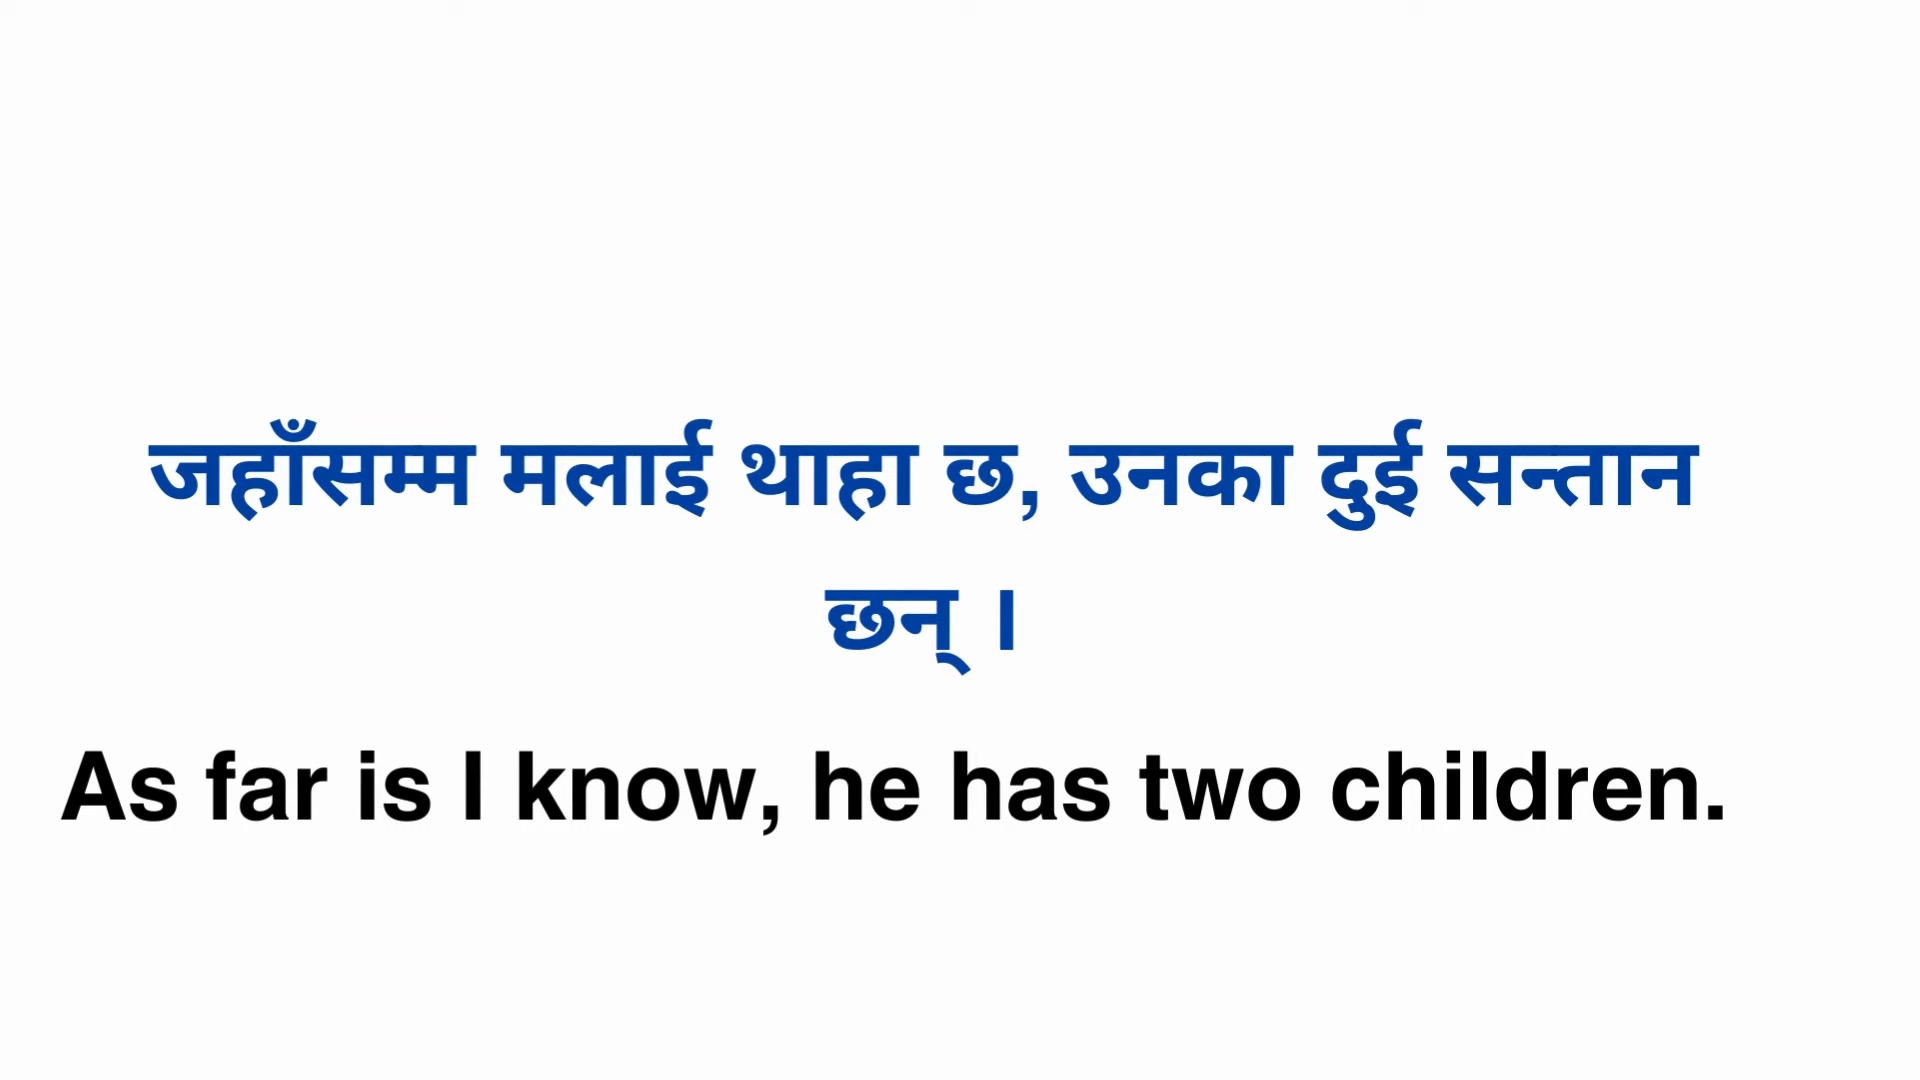 जहाँसम्म मलाई थाहा छ, उनका दुई सन्तान
छन् ।
As far is I know, he has two children.